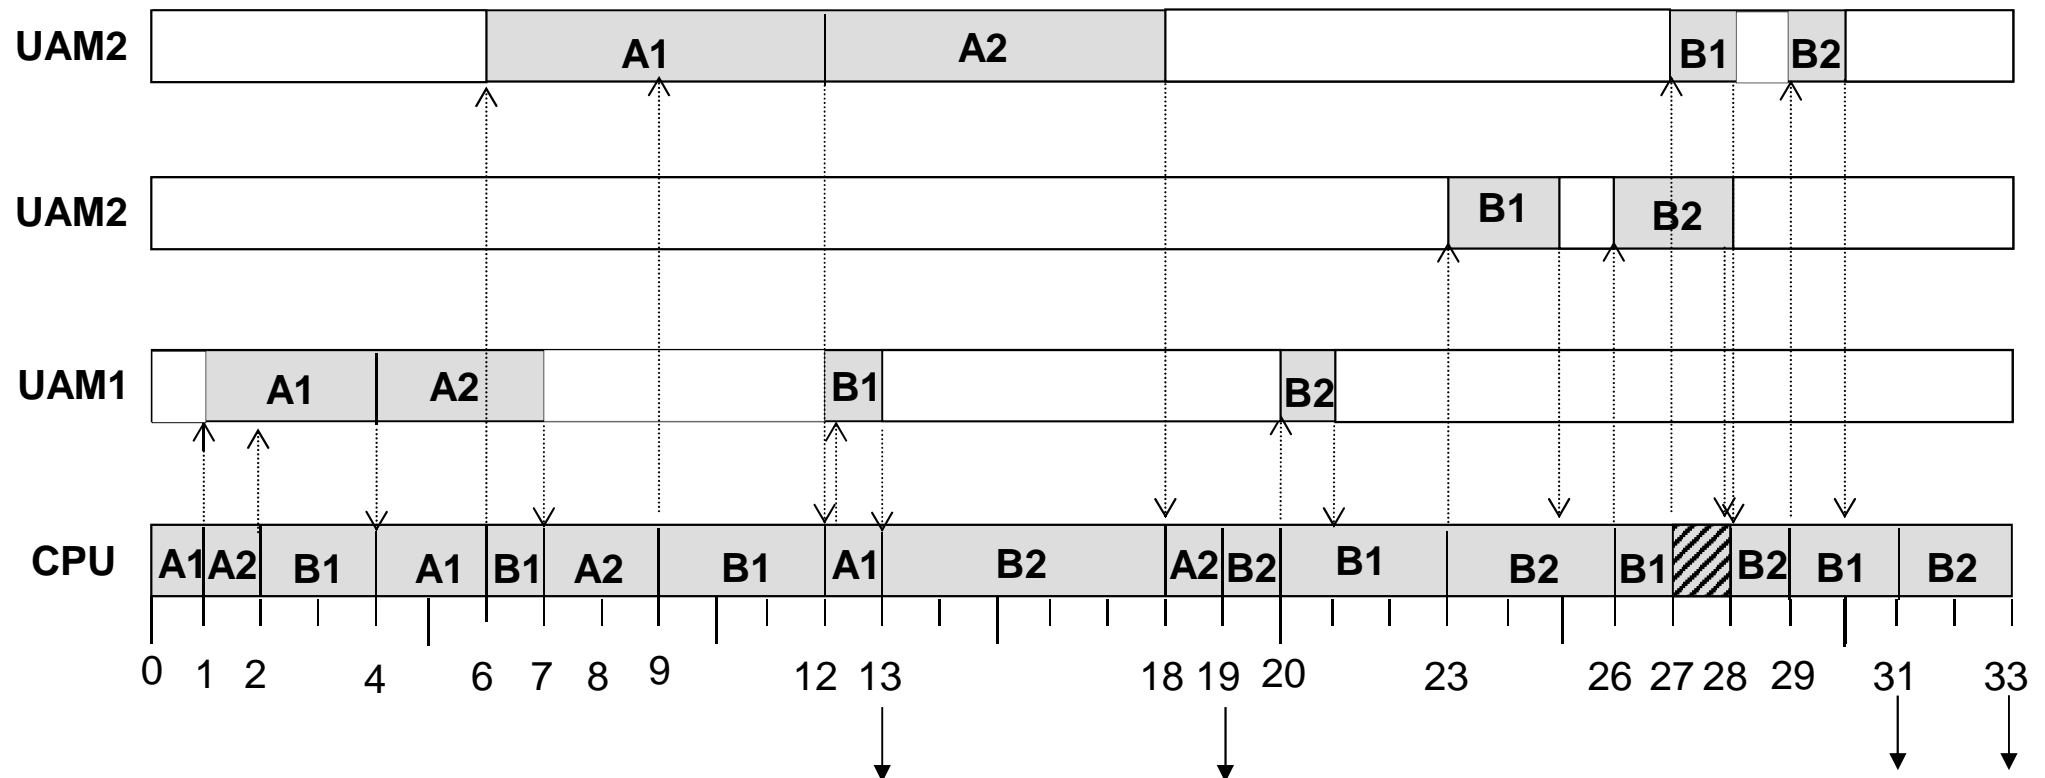 UAM2 A1 A2 B1 B2
UAM2 B1 B2
UAM1 A1 A2 B1 B2
CPU A1 A2 B1 A1 B1 A2 B1 A1 B2 A2 B2 B1 B2 B1 B2 B1 B2
0 1 2 4 6 7 8 9 12 13 18 19 20 23 26 27 28 29 31 33